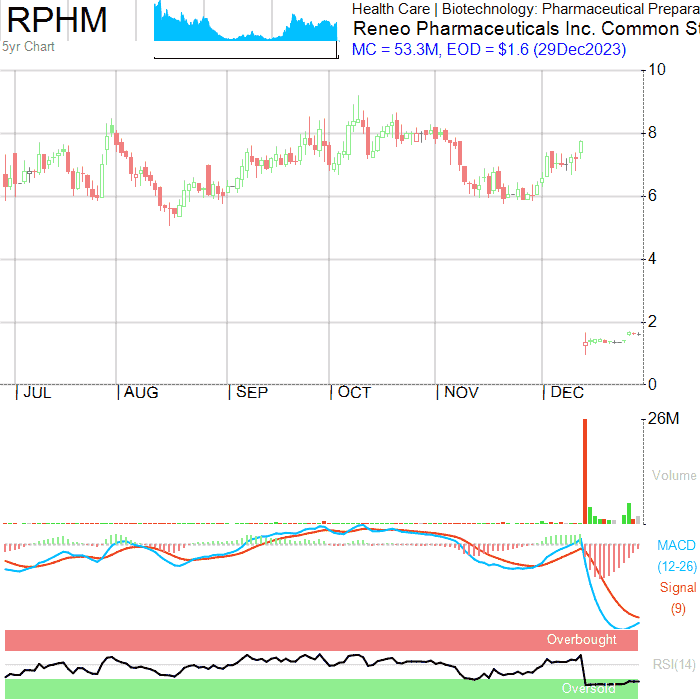 RPHM
5yr Chart
Health Care | Biotechnology: Pharmaceutical Prepara
Reneo Pharmaceuticals Inc. Common St
MC = 53.3M, EOD = $1.6 (29Dec2023)
10
8
6
4
2
0
JUL AUG SEP OCT NOV DEC
26M
Volume
MACD
(12-26)
Signal
(9)
Overbought
RSI(14)
Oversold